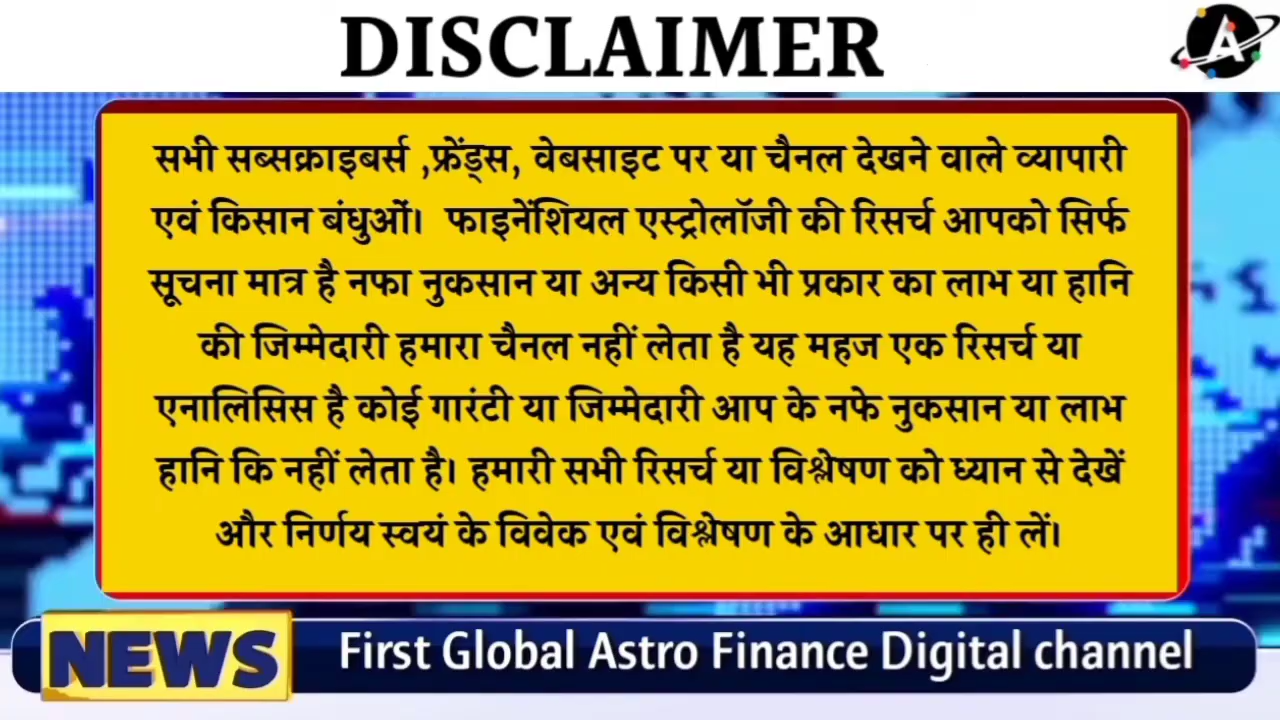 DISCLAIMER
A
सभी सब्सक्राइबर्स ,फ्रेंड्स, वेबसाइट पर या चैनल देखने वाले व्यापारी
एवं किसान बंधुओं। फाइनेंशियल एस्ट्रोलॉजी की रिसर्च आपको सिर्फ
सूचना मात्र है नफा नुकसान या अन्य किसी भी प्रकार का लाभ या हानि
की जिम्मेदारी हमारा चैनल नहीं लेता है यह महज एक रिसर्च या
एनालिसिस है कोई गारंटी या जिम्मेदारी आप के नफे नुकसान या लाभ
हानि कि नहीं लेता है। हमारी सभी रिसर्च या विश्लेषण को ध्यान से देखें
और निर्णय स्वयं के विवेक एवं विश्लेषण के आधार पर ही लें।
NEWS First Global Astro Finance Digital channel